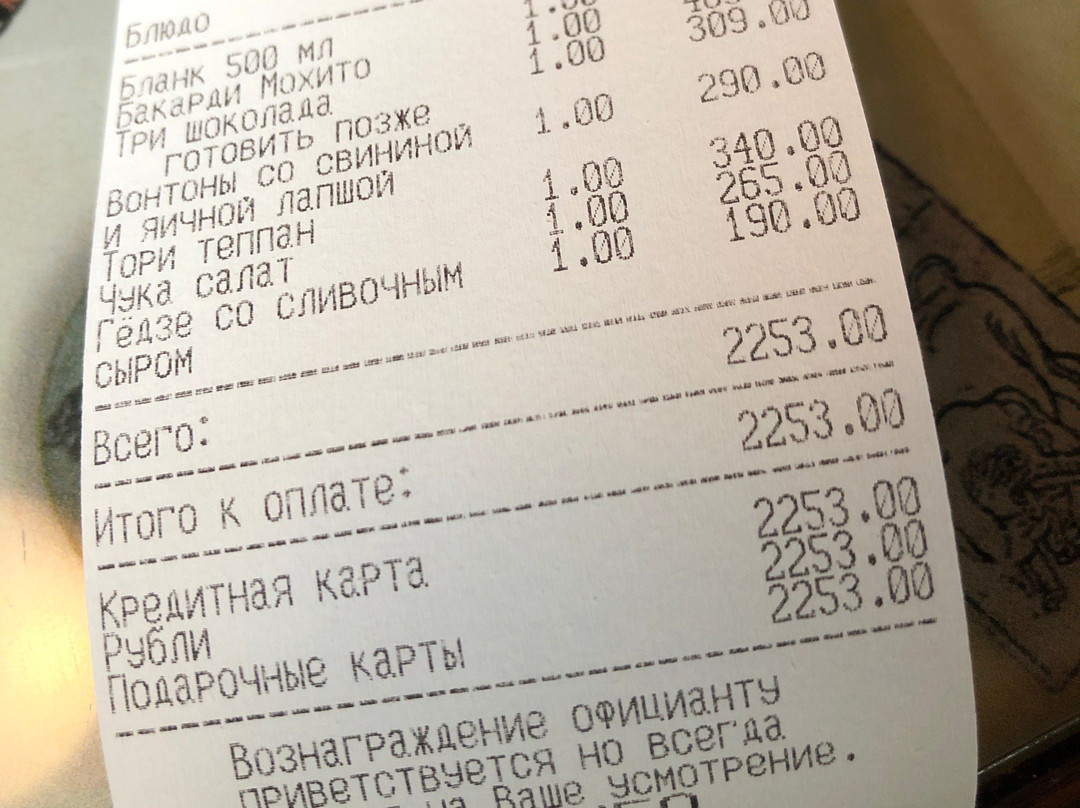 Блюдо
Бланк 500 мл 1.00
Бакарди Мохито 1.00
Три шоколада 1.00 309.00
готовить позже
Вонтоны со свининой 1.00 290.00
и яичной лапшой
Тори теппан 1.00 340.00
Чука салат 1.00 265.00
Гёдзе со сливочным 1.00 190.00
сыром
Всего: 2253.00
Итого к оплате: 2253.00
Кредитная карта 2253.00
Рубли 2253.00
Подарочные карты 2253.00
Вознаграждение официанту
приветствуется но всегда
на Ваше усмотрение.